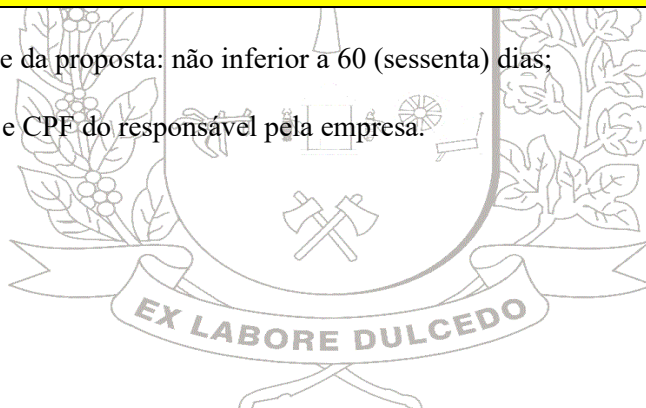 e da proposta: não inferior a 60 (sessenta) dias;
e CPF do responsável pela empresa.
EX LABORE DULCEDO